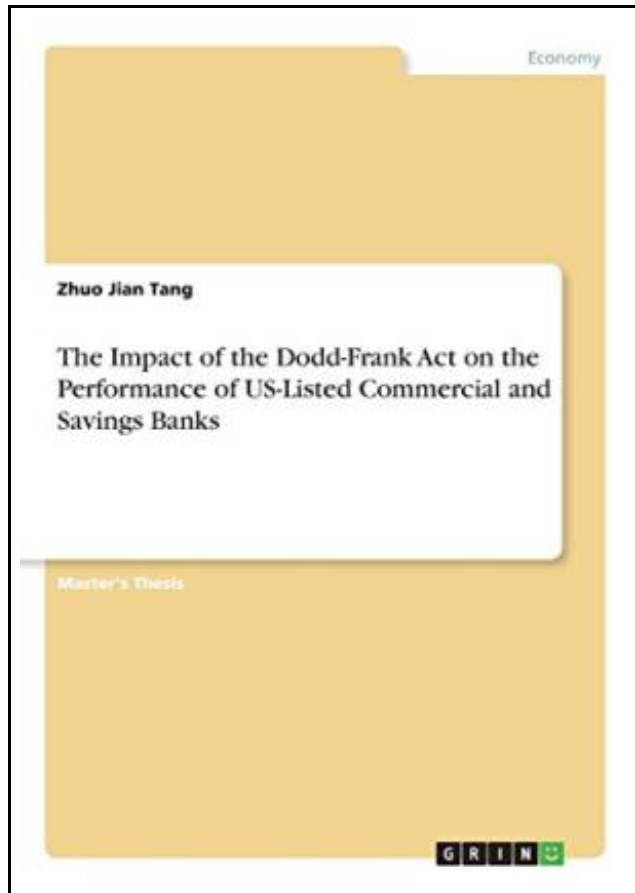 Economy
Zhuo Jian Tang
The Impact of the Dodd-Frank Act on the
Performance of US-Listed Commercial and
Savings Banks
Master's Thesis
GRIN